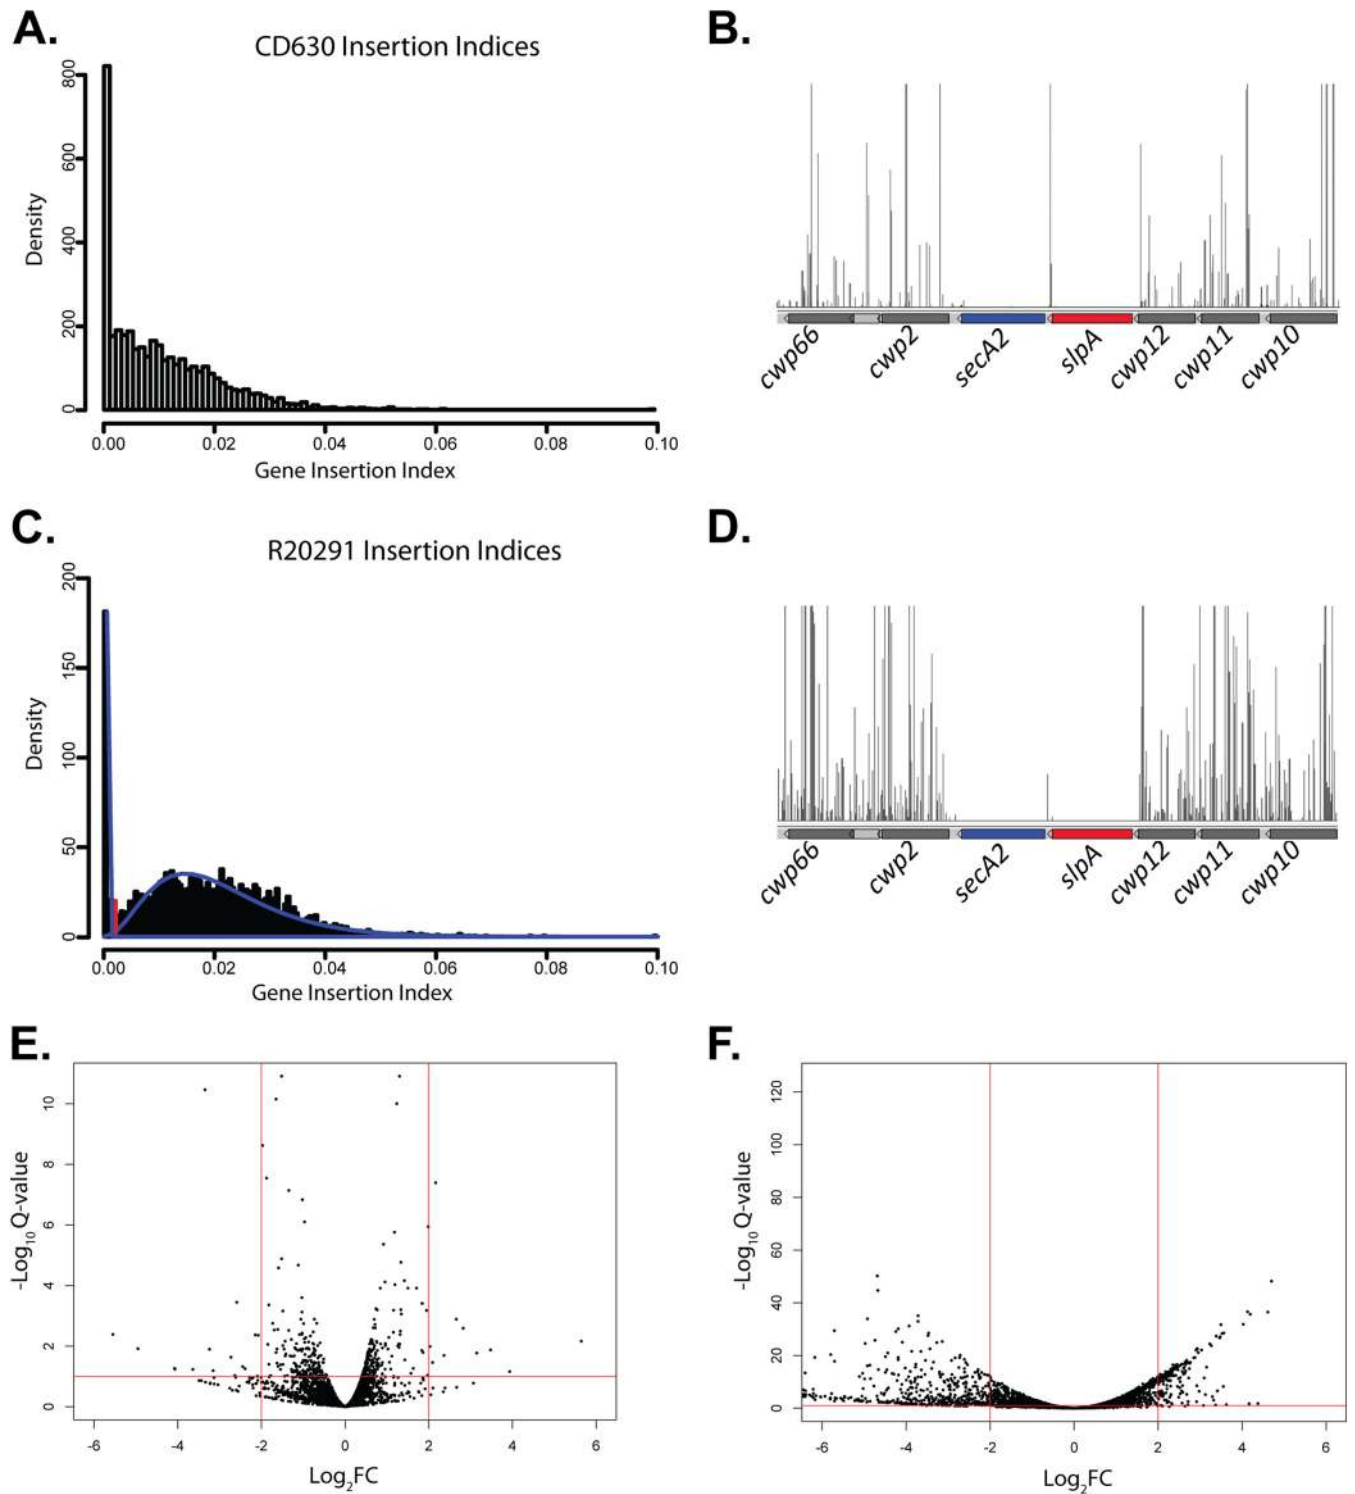 A.
CD630 Insertion Indices
Density
0
200
400
600
800
0.00 0.02 0.04 0.06 0.08 0.10
Gene Insertion Index
B.
cwp66 cwp2 secA2 slpA cwp12 cwp11 cwp10
C.
R20291 Insertion Indices
Density
0
50
100
150
200
0.00 0.02 0.04 0.06 0.08 0.10
Gene Insertion Index
D.
cwp66 cwp2 secA2 slpA cwp12 cwp11 cwp10
E.
-Log10 Q-value
0
2
4
6
8
10
-6 -4 -2 0 2 4 6
Log2FC
F.
-Log10 Q-value
0
20
40
60
80
100
120
-6 -4 -2 0 2 4 6
Log2FC